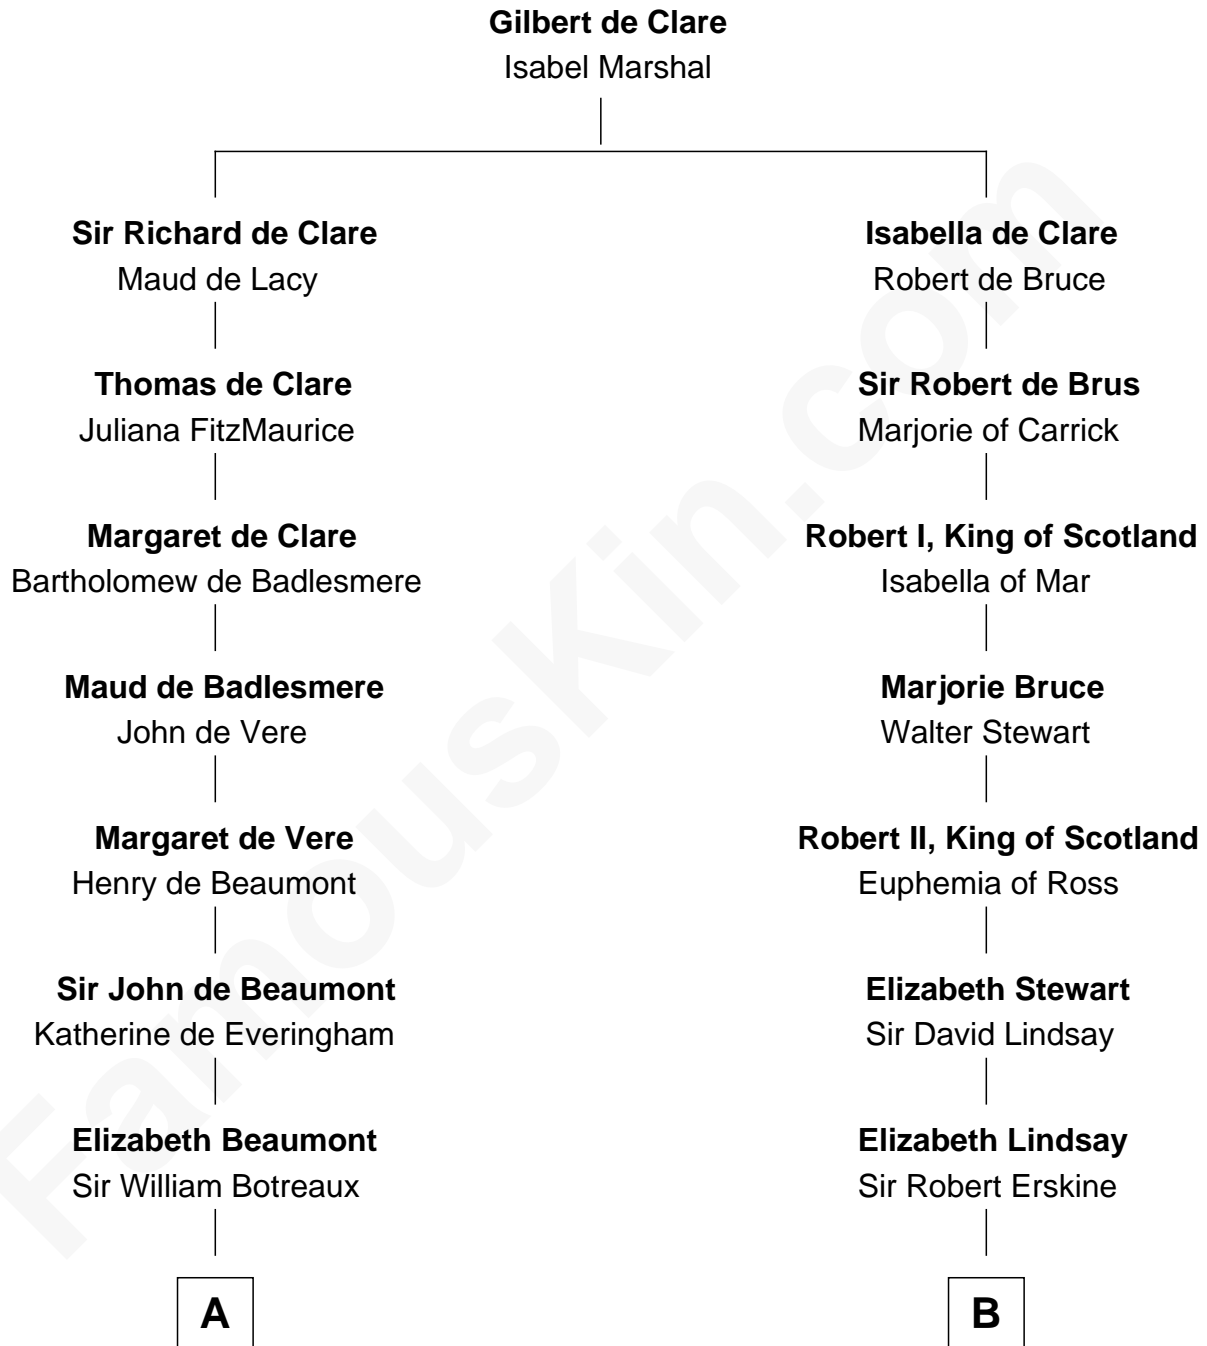 Gilbert de Clare
Isabel Marshal
Sir Richard de Clare
Maud de Lacy
Thomas de Clare
Juliana FitzMaurice
Margaret de Clare
Bartholomew de Badlesmere
Maud de Badlesmere
John de Vere
Margaret de Vere
Henry de Beaumont
Sir John de Beaumont
Katherine de Everingham
Elizabeth Beaumont
Sir William Botreaux
A
Isabella de Clare
Robert de Bruce
Sir Robert de Brus
Marjorie of Carrick
Robert I, King of Scotland
Isabella of Mar
Marjorie Bruce
Walter Stewart
Robert II, King of Scotland
Euphemia of Ross
Elizabeth Stewart
Sir David Lindsay
Elizabeth Lindsay
Sir Robert Erskine
B
FamousKin.com